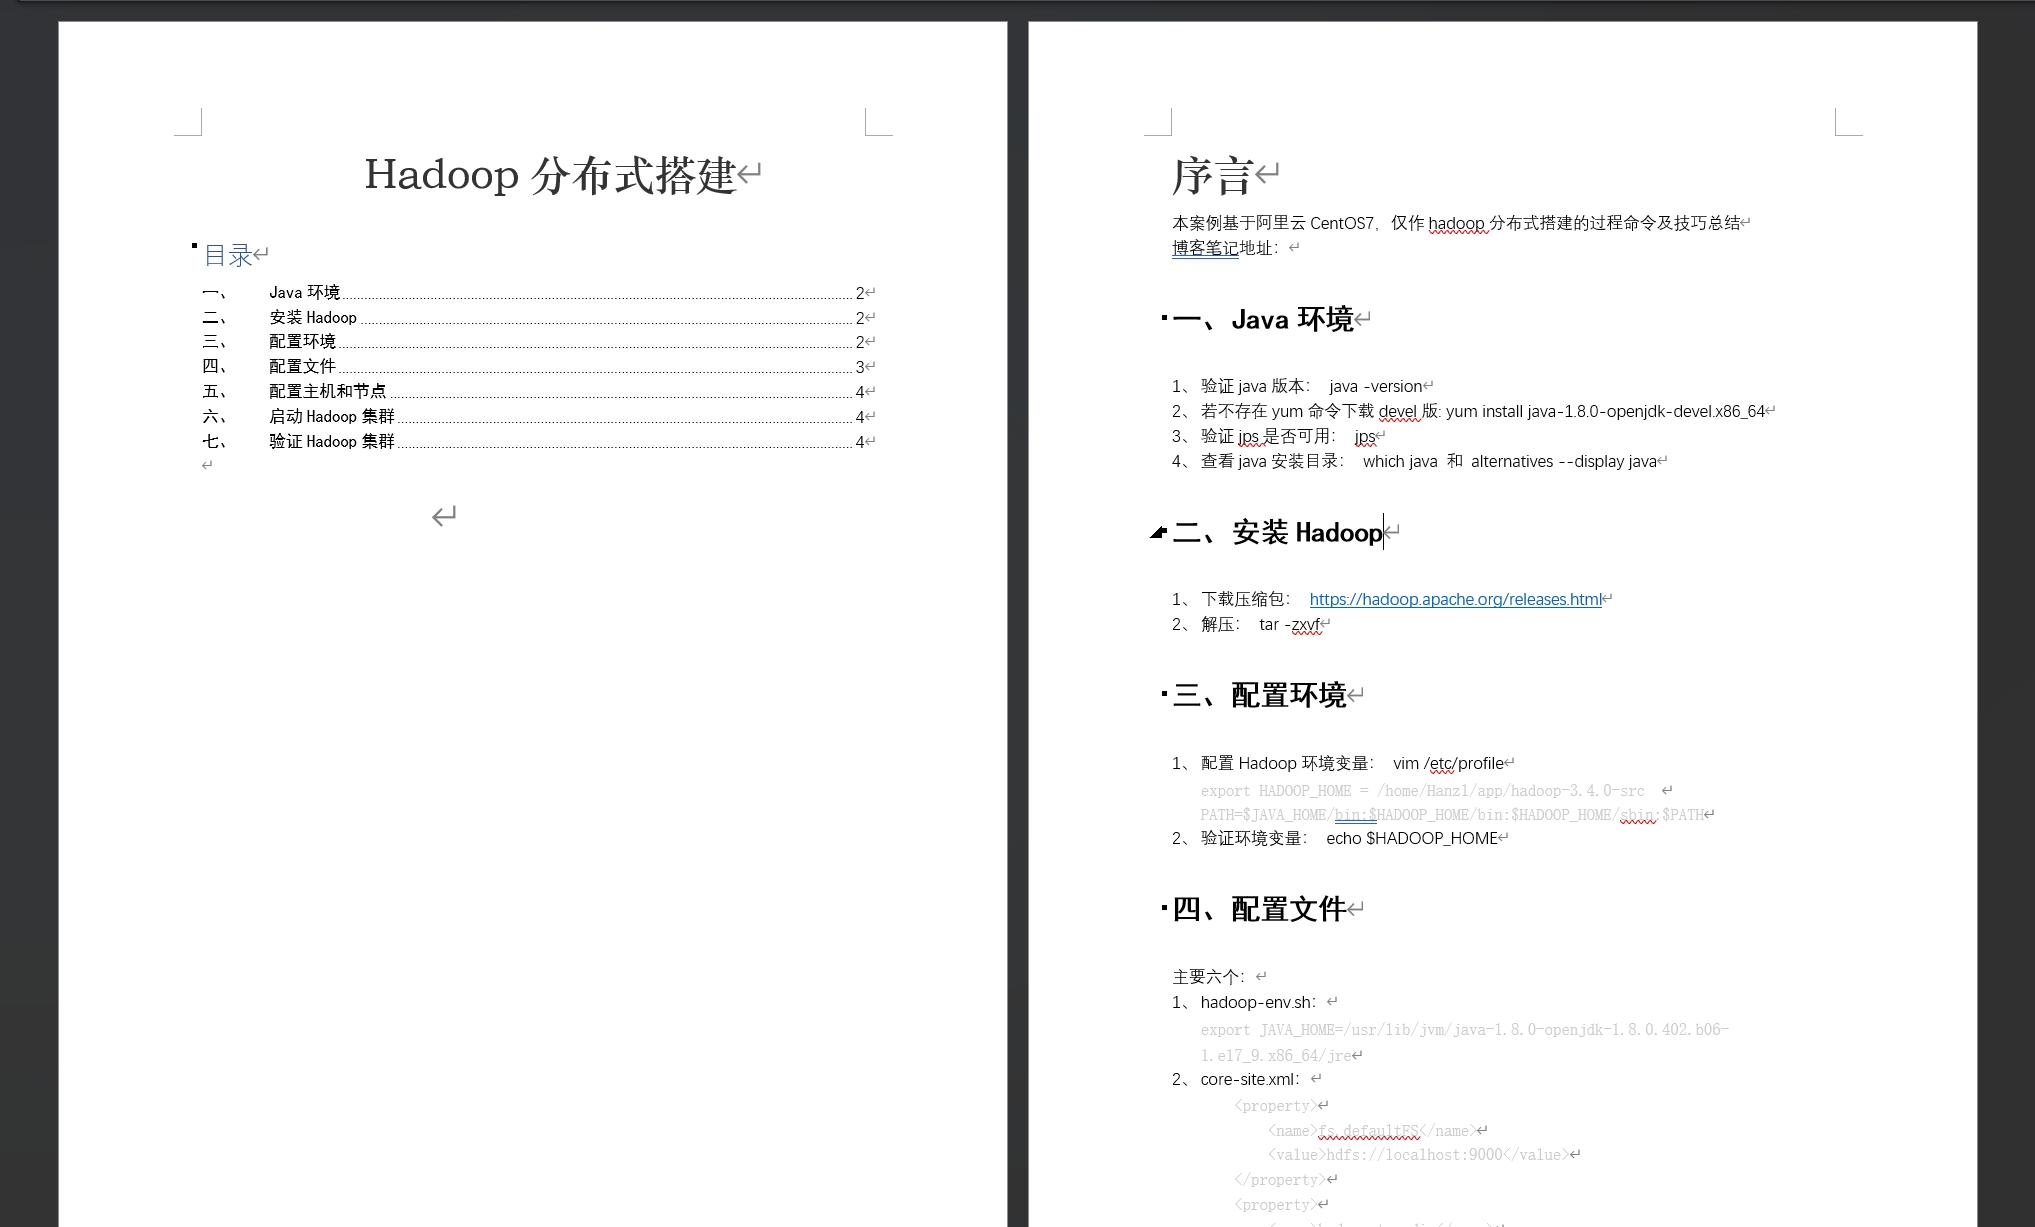 Hadoop 分布式搭建
目录
一、 Java 环境 2
二、 安装 Hadoop 2
三、 配置环境 2
四、 配置文件 3
五、 配置主机和节点 4
六、 启动 Hadoop 集群 4
七、 验证 Hadoop 集群 4
序言
本案例基于阿里云 CentOS7，仅作 hadoop 分布式搭建的过程命令及技巧总结
博客笔记地址：
一、Java 环境
1、 验证 java 版本： java -version
2、 若不存在 yum 命令下载 devel 版: yum install java-1.8.0-openjdk-devel.x86_64
3、 验证 jps 是否可用： jps
4、 查看 java 安装目录： which java 和 alternatives --display java
二、安装 Hadoop
1、 下载压缩包： https://hadoop.apache.org/releases.html
2、 解压： tar -zxvf
三、配置环境
1、 配置 Hadoop 环境变量： vim /etc/profile
export HADOOP_HOME = /home/Hanzl/app/hadoop-3.4.0-src
PATH=$JAVA_HOME/bin:$HADOOP_HOME/bin:$HADOOP_HOME/sbin:$PATH
2、 验证环境变量： echo $HADOOP_HOME
四、配置文件
主要六个：
1、 hadoop-env.sh：
export JAVA_HOME=/usr/lib/jvm/java-1.8.0-openjdk-1.8.0.402.b06-
1.el7_9.x86_64/jre
2、 core-site.xml：
<property>
<name>fs.defaultFS</name>
<value>hdfs://localhost:9000</value>
</property>
<property>